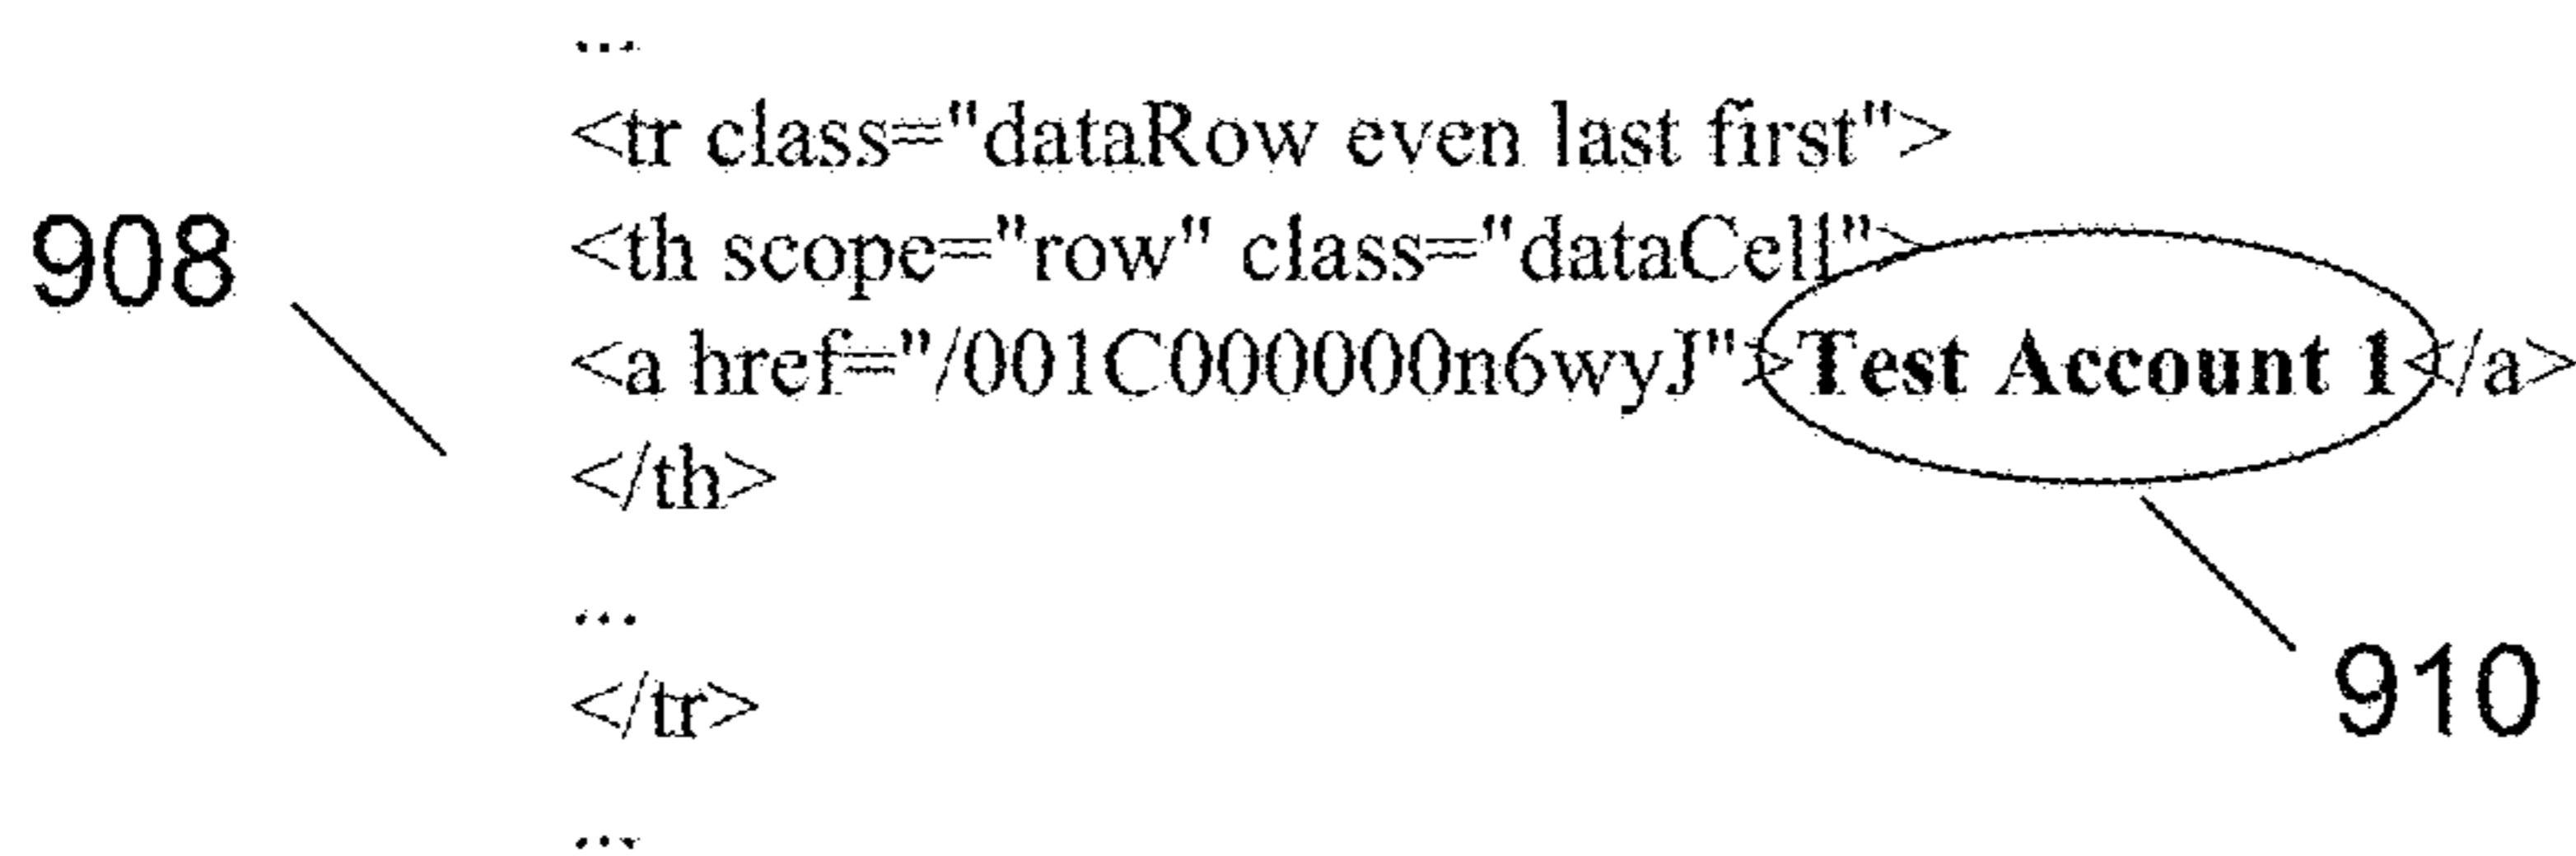 ...
<tr class="dataRow even last first">
908
<th scope="row" class="dataCell">
<a href="/001C000000n6wyJ">Test Account 1</a>
</th>
...
</tr>
910
...